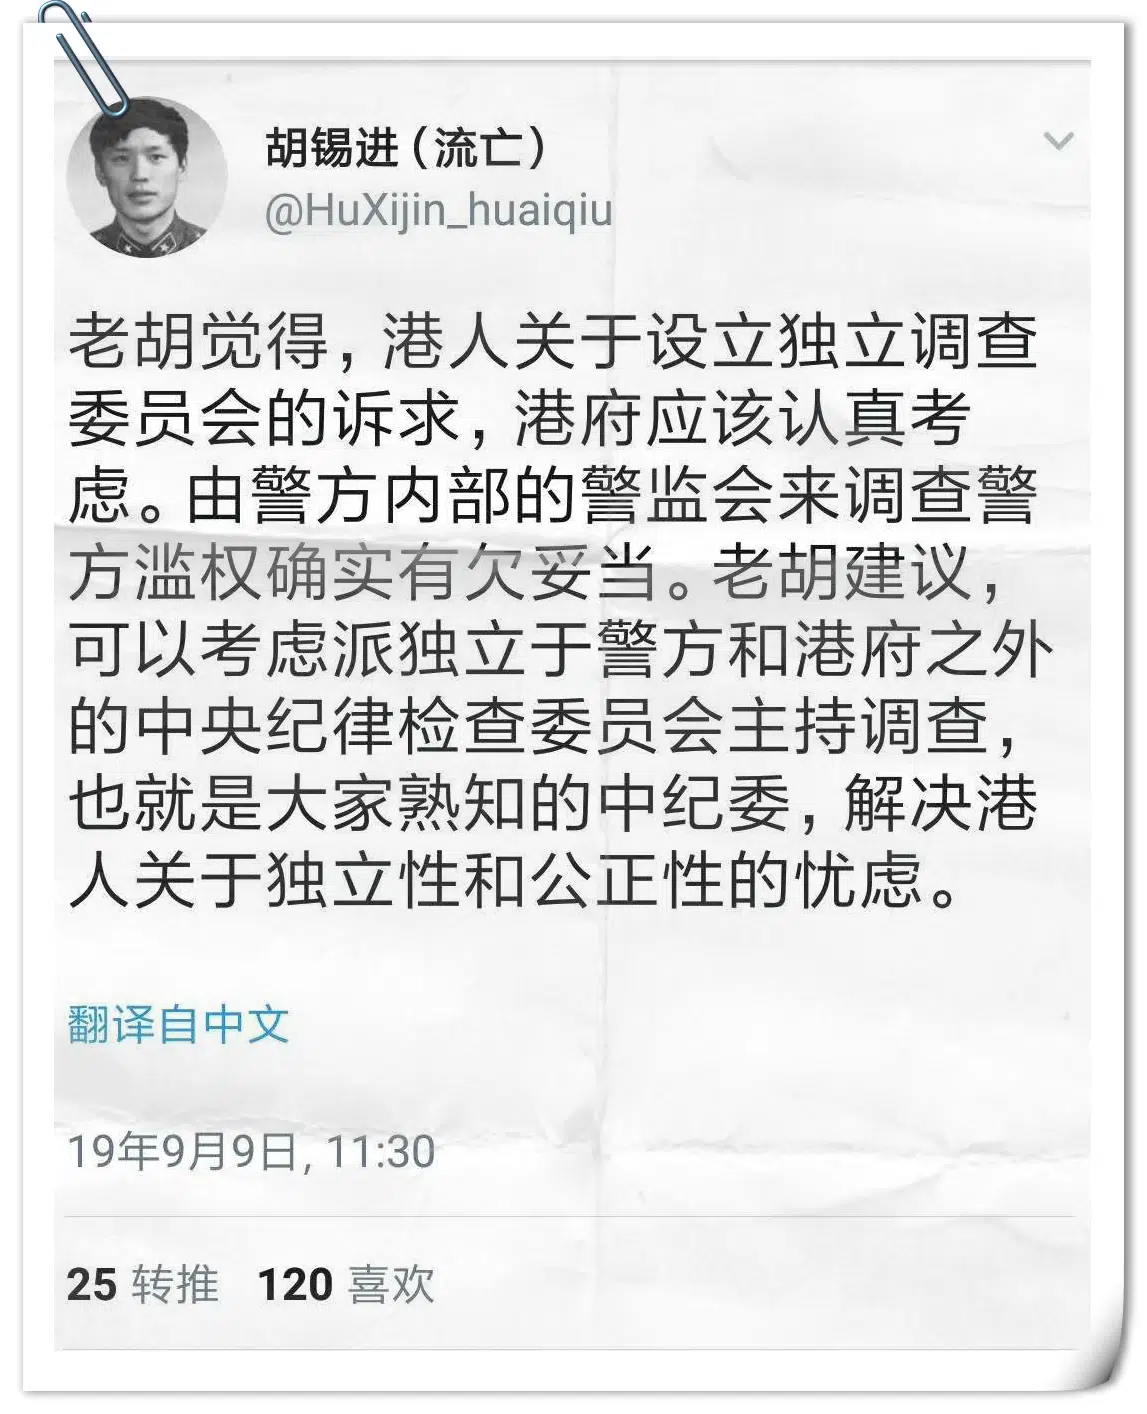 胡锡进（流亡）
@HuXijin_huaiqiu
老胡觉得，港人关于设立独立调查
委员会的诉求，港府应该认真考
虑。由警方内部的警监会来调查警
方滥权确实有欠妥当。老胡建议，
可以考虑派独立于警方和港府之外
的中央纪律检查委员会主持调查，
也就是大家熟知的中纪委，解决港
人关于独立性和公正性的忧虑。
翻译自中文
19年9月9日, 11:30
25 转推 120 喜欢